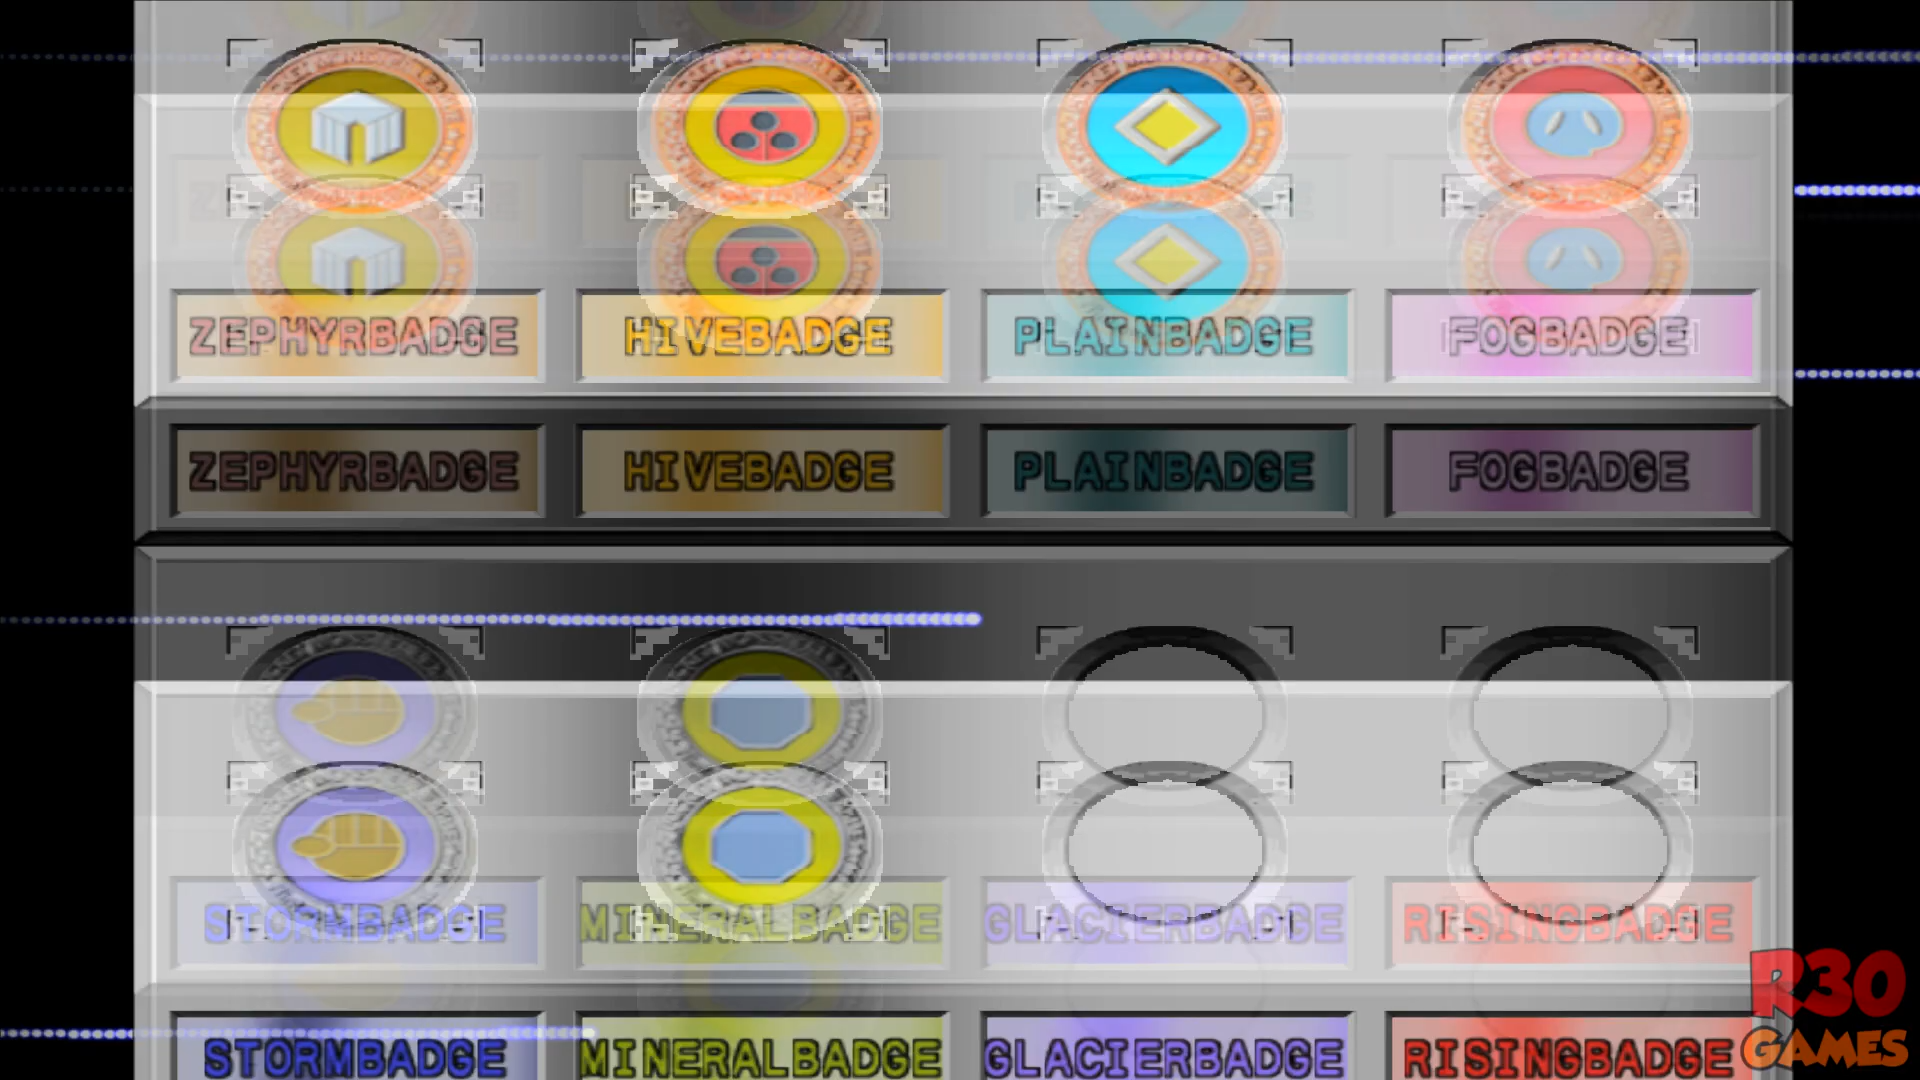 ZEPHYRBADGE HIVEBADGE PLAINBADGE FOGBADGE
ZEPHYRBADGE HIVEBADGE PLAINBADGE FOGBADGE
STORMBADGE MINERALBADGE GLACIERBADGE RISINGBADGE
STORMBADGE MINERALBADGE GLACIERBADGE RISINGBADGE
R30
GAMES